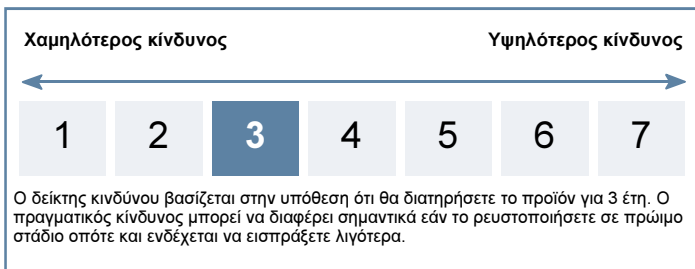 Χαμηλότερος κίνδυνος Υψηλότερος κίνδυνος
1 2 3 4 5 6 7
Ο δείκτης κινδύνου βασίζεται στην υπόθεση ότι θα διατηρήσετε το προϊόν για 3 έτη. Ο
πραγματικός κίνδυνος μπορεί να διαφέρει σημαντικά εάν το ρευστοποιήσετε σε πρώιμο
στάδιο οπότε και ενδέχεται να εισπράξετε λιγότερα.